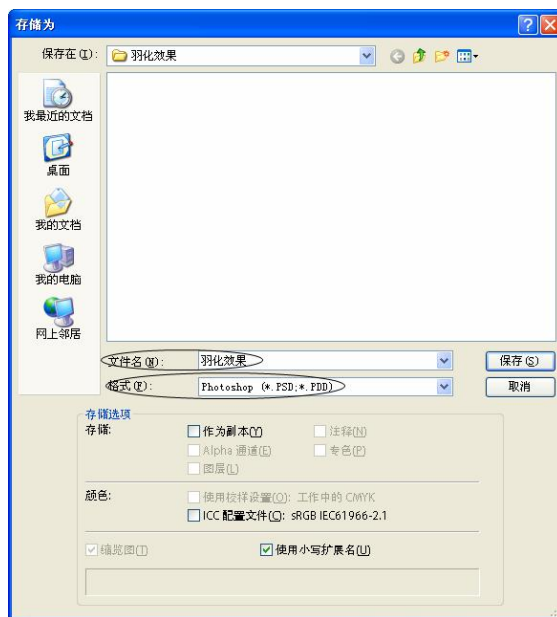 存储为
保存在(I):
羽化效果
我最近的文档
桌面
我的文档
我的电脑
网上邻居
文件名(N): 羽化效果 保存(S)
格式(F): Photoshop (*.PSD;*.PDD) 取消
存储选项
存储: 作为副本(Y) 注释(N)
Alpha 通道(E) 专色(P)
图层(L)
颜色: 使用校样设置(O): 工作中的 CMYK
ICC 配置文件(C): sRGB IEC61966-2.1
缩览图(T) 使用小写扩展名(U)